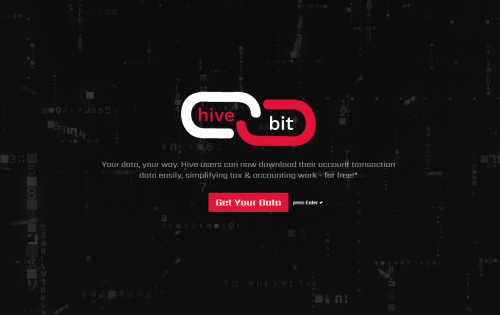 hive
bit
Your data, your way. Hive users can now download their account transaction
data easily, simplifying tax & accounting work - for free!*
Get Your Data press Enter ↵